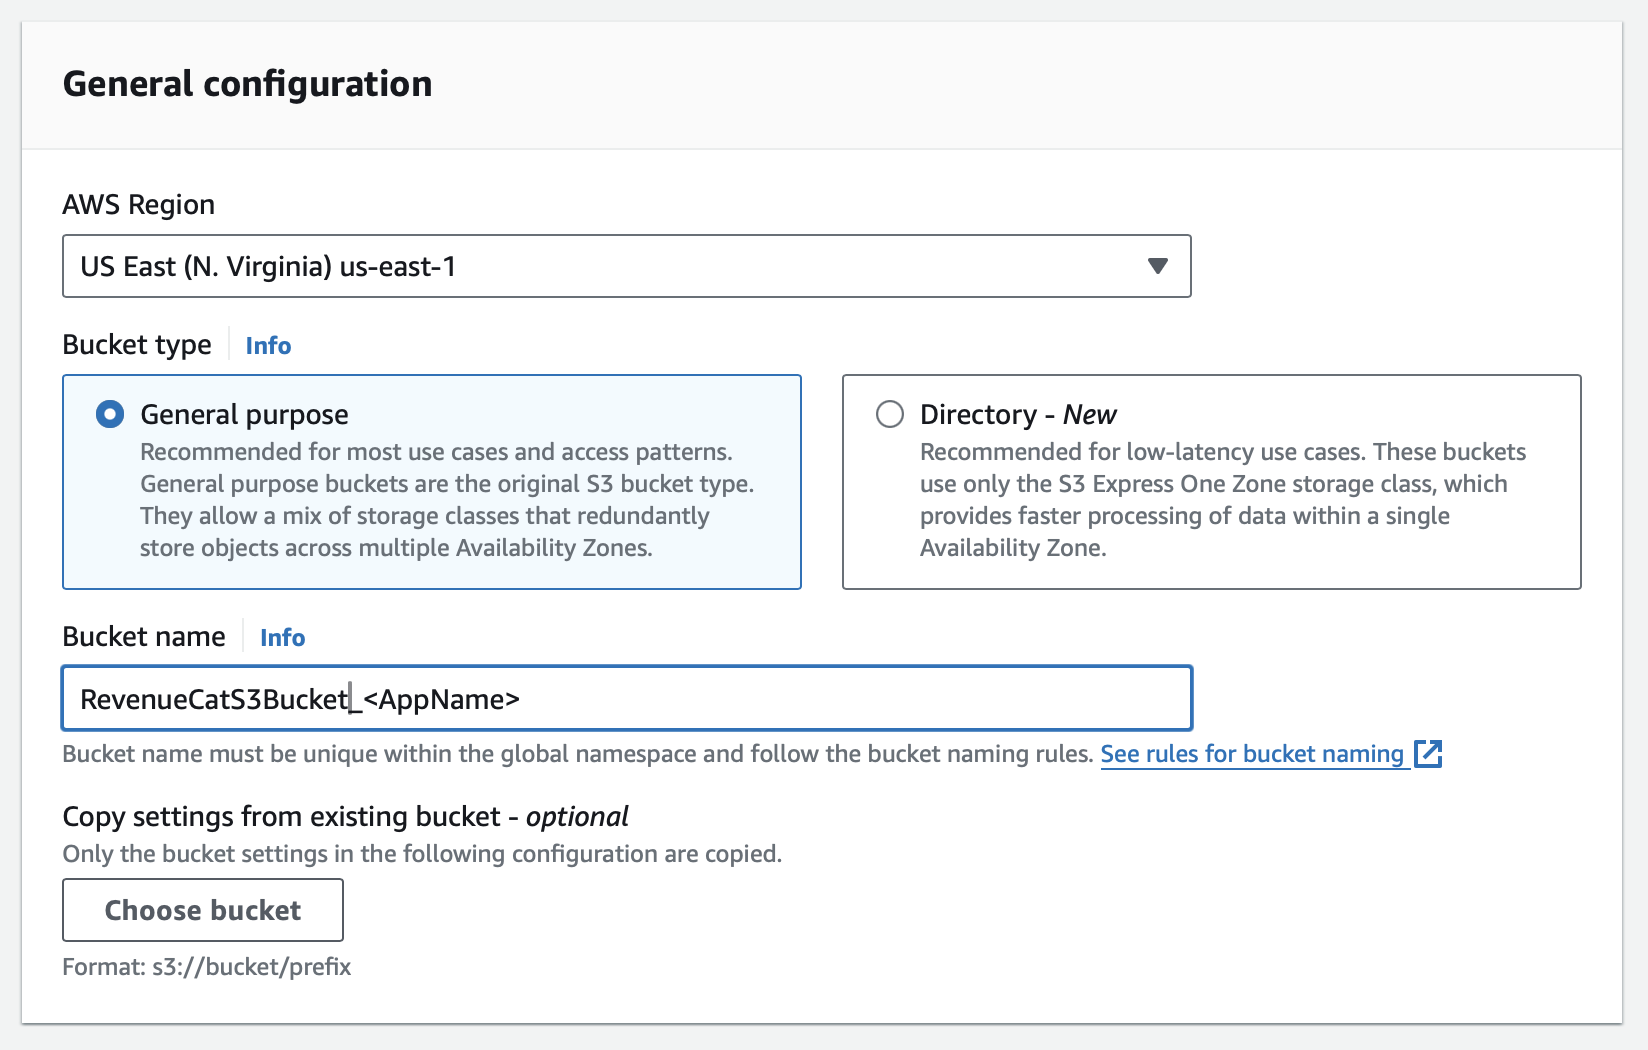 General configuration
AWS Region
US East (N. Virginia) us-east-1
Bucket type Info
General purpose
Recommended for most use cases and access patterns.
General purpose buckets are the original S3 bucket type.
They allow a mix of storage classes that redundantly
store objects across multiple Availability Zones.
Directory - New
Recommended for low-latency use cases. These buckets
use only the S3 Express One Zone storage class, which
provides faster processing of data within a single
Availability Zone.
Bucket name Info
RevenueCatS3Bucket_<AppName>
Bucket name must be unique within the global namespace and follow the bucket naming rules. See rules for bucket naming
Copy settings from existing bucket - optional
Only the bucket settings in the following configuration are copied.
Choose bucket
Format: s3://bucket/prefix